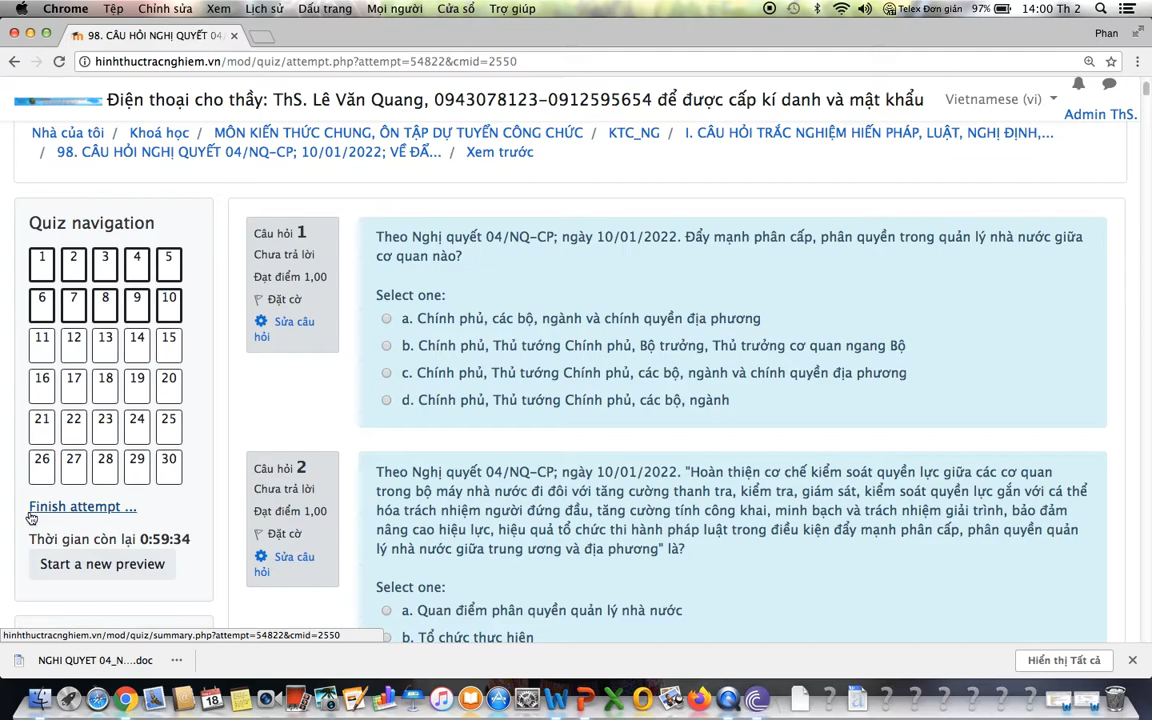 Chrome Tệp Chỉnh sửa Xem Lịch sử Dấu trang Mọi người Cửa sổ Trợ giúp Telex Đơn giản 97% 14:00 Th 2
98. CÂU HỎI NGHỊ QUYẾT 04/ Phan
hinhthuctracnghiem.vn/mod/quiz/attempt.php?attempt=54822&cmid=2550
Điện thoại cho thầy: ThS. Lê Văn Quang, 0943078123-0912595654 để được cấp kí danh và mật khẩu Vietnamese (vi)
Admin ThS.
Nhà của tôi / Khoá học / MÔN KIẾN THỨC CHUNG, ÔN TẬP DỰ TUYỂN CÔNG CHỨC / KTC_NG / I. CÂU HỎI TRẮC NGHIỆM HIẾN PHÁP, LUẬT, NGHỊ ĐỊNH,...
/ 98. CÂU HỎI NGHỊ QUYẾT 04/NQ-CP; 10/01/2022; VỀ ĐẨ... / Xem trước
Quiz navigation
1 2 3 4 5
6 7 8 9 10
11 12 13 14 15
16 17 18 19 20
21 22 23 24 25
26 27 28 29 30
Finish attempt ...
Thời gian còn lại 0:59:34
Start a new preview
Câu hỏi 1
Chưa trả lời
Đạt điểm 1,00
Đặt cờ
Sửa câu
hỏi
Theo Nghị quyết 04/NQ-CP; ngày 10/01/2022. Đẩy mạnh phân cấp, phân quyền trong quản lý nhà nước giữa
cơ quan nào?
Select one:
a. Chính phủ, các bộ, ngành và chính quyền địa phương
b. Chính phủ, Thủ tướng Chính phủ, Bộ trưởng, Thủ trưởng cơ quan ngang Bộ
c. Chính phủ, Thủ tướng Chính phủ, các bộ, ngành và chính quyền địa phương
d. Chính phủ, Thủ tướng Chính phủ, các bộ, ngành
Câu hỏi 2
Chưa trả lời
Đạt điểm 1,00
Đặt cờ
Sửa câu
hỏi
Theo Nghị quyết 04/NQ-CP; ngày 10/01/2022. "Hoàn thiện cơ chế kiểm soát quyền lực giữa các cơ quan
trong bộ máy nhà nước đi đôi với tăng cường thanh tra, kiểm tra, giám sát, kiểm soát quyền lực gắn với cá thể
hóa trách nhiệm người đứng đầu, tăng cường tính công khai, minh bạch và trách nhiệm giải trình, bảo đảm
nâng cao hiệu lực, hiệu quả tổ chức thi hành pháp luật trong điều kiện đẩy mạnh phân cấp, phân quyền quản
lý nhà nước giữa trung ương và địa phương" là?
Select one:
a. Quan điểm phân quyền quản lý nhà nước
b. Tổ chức thực hiện
hinhthuctracnghiem.vn/mod/quiz/summary.php?attempt=54822&cmid=2550
NGHI QUYET 04_N....doc Hiển thị Tất cả
18